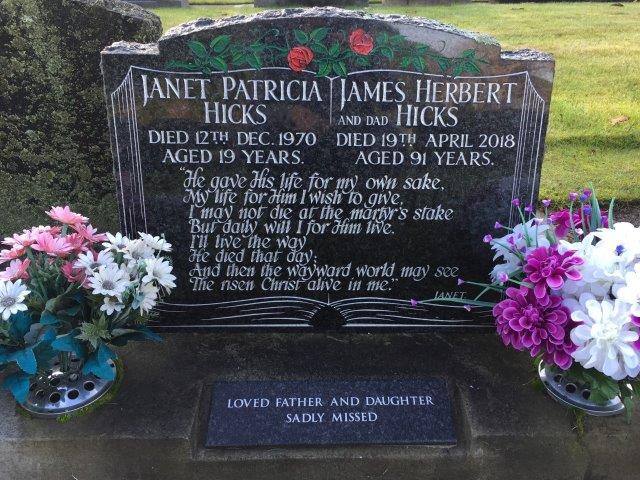 JANET PATRICIA
HICKS
DIED 12TH DEC. 1970
AGED 19 YEARS.
JAMES HERBERT
AND DAD HICKS
DIED 19TH APRIL 2018
AGED 91 YEARS.
"He gave His life for my own sake,
My life for Him I wish to give,
I may not die at the martyr's stake
But daily will I for Him live.
I'll live the way
He died that day;
And then the wayward world may see
The risen Christ alive in me."
JANET
LOVED FATHER AND DAUGHTER
SADLY MISSED